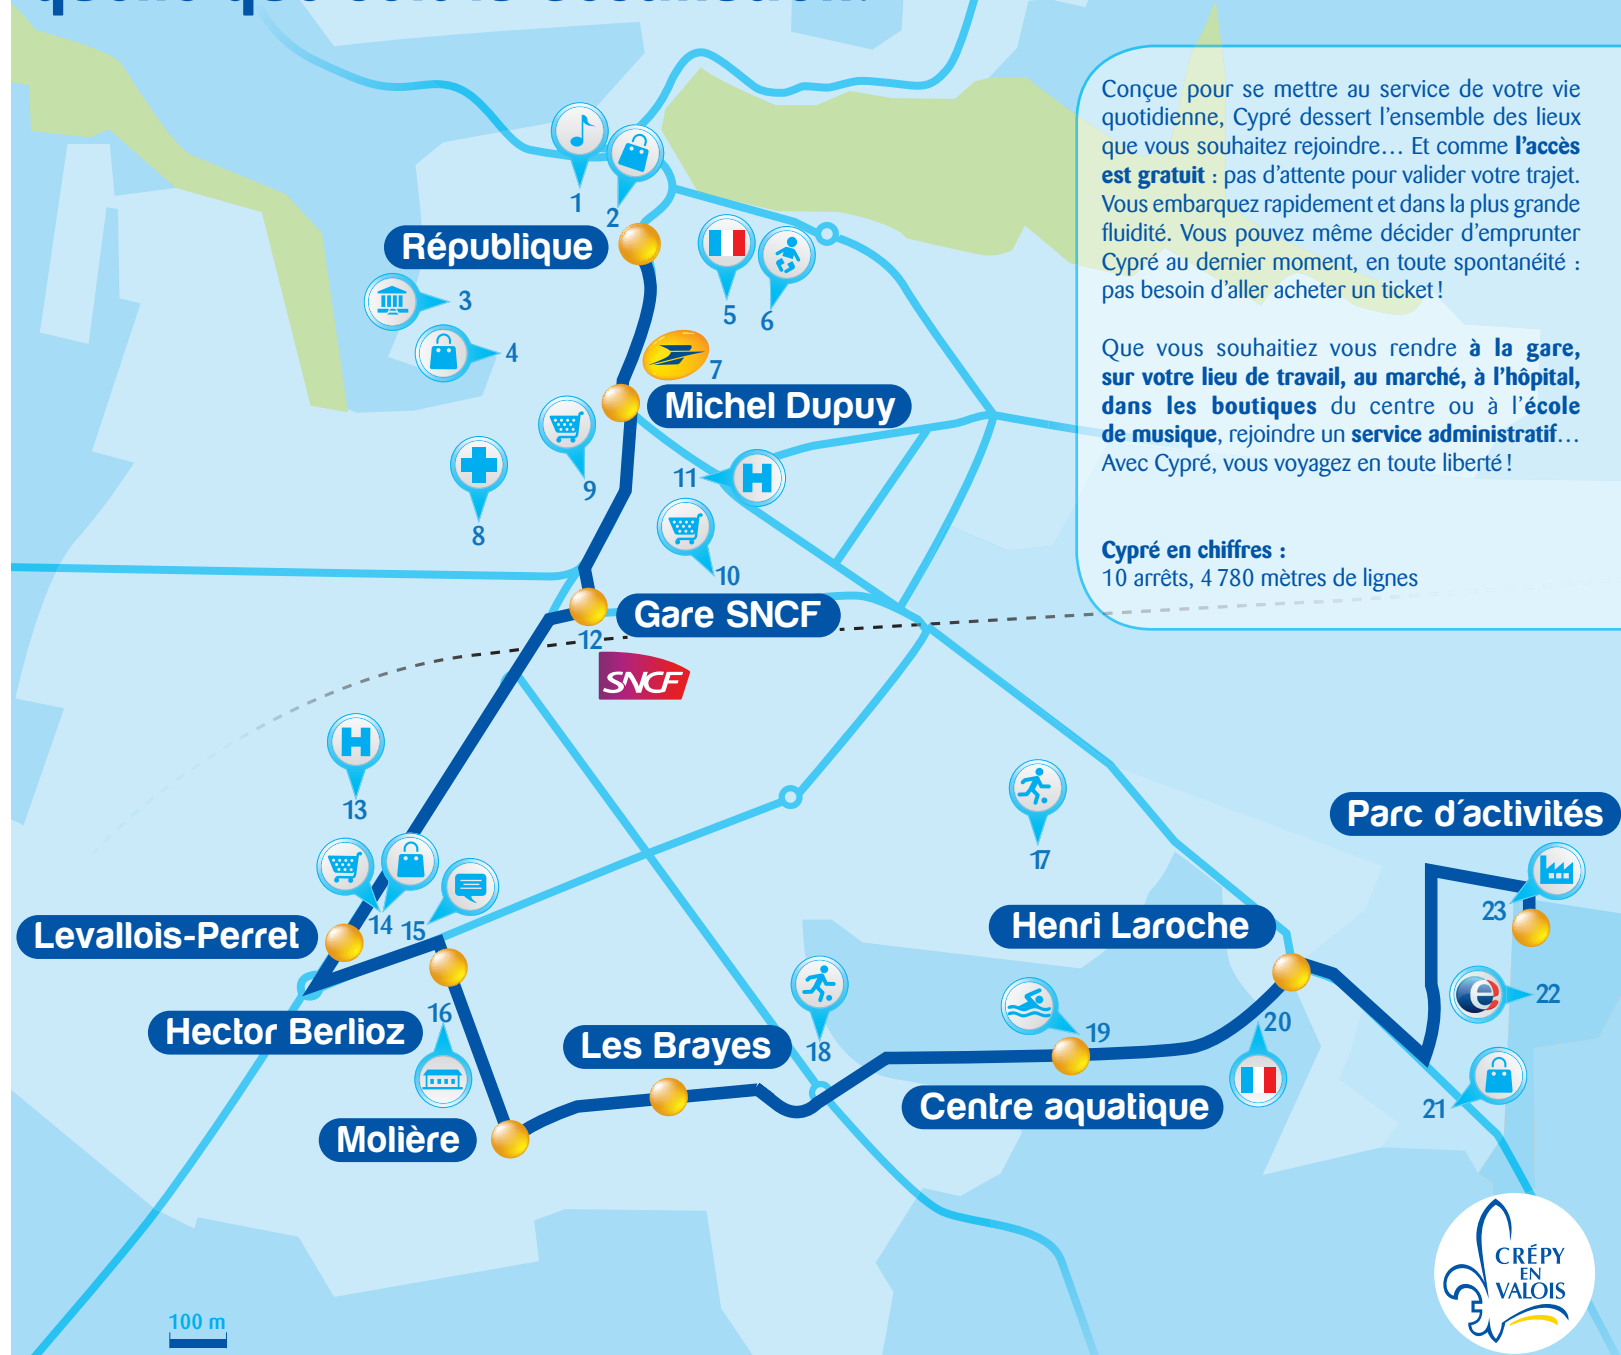 Conçue pour se mettre au service de votre vie
quotidienne, Cypré dessert l'ensemble des lieux
que vous souhaitez rejoindre… Et comme l'accès
est gratuit : pas d'attente pour valider votre trajet.
Vous embarquez rapidement et dans la plus grande
fluidité. Vous pouvez même décider d'emprunter
Cypré au dernier moment, en toute spontanéité :
pas besoin d'aller acheter un ticket !
Que vous souhaitiez vous rendre à la gare,
sur votre lieu de travail, au marché, à l'hôpital,
dans les boutiques du centre ou à l'école
de musique, rejoindre un service administratif…
Avec Cypré, vous voyagez en toute liberté !
Cypré en chiffres :
10 arrêts, 4 780 mètres de lignes
1
2
République
3
4
5
6
7
Michel Dupuy
8
9
H
11
10
Gare SNCF
12
SNCF
H
13
14
15
Levallois-Perret
16
Hector Berlioz
Molière
Les Brayes
17
18
19
Centre aquatique
Henri Laroche
20
Parc d'activités
23
e
22
21
100 m
CRÉPY
EN
VALOIS